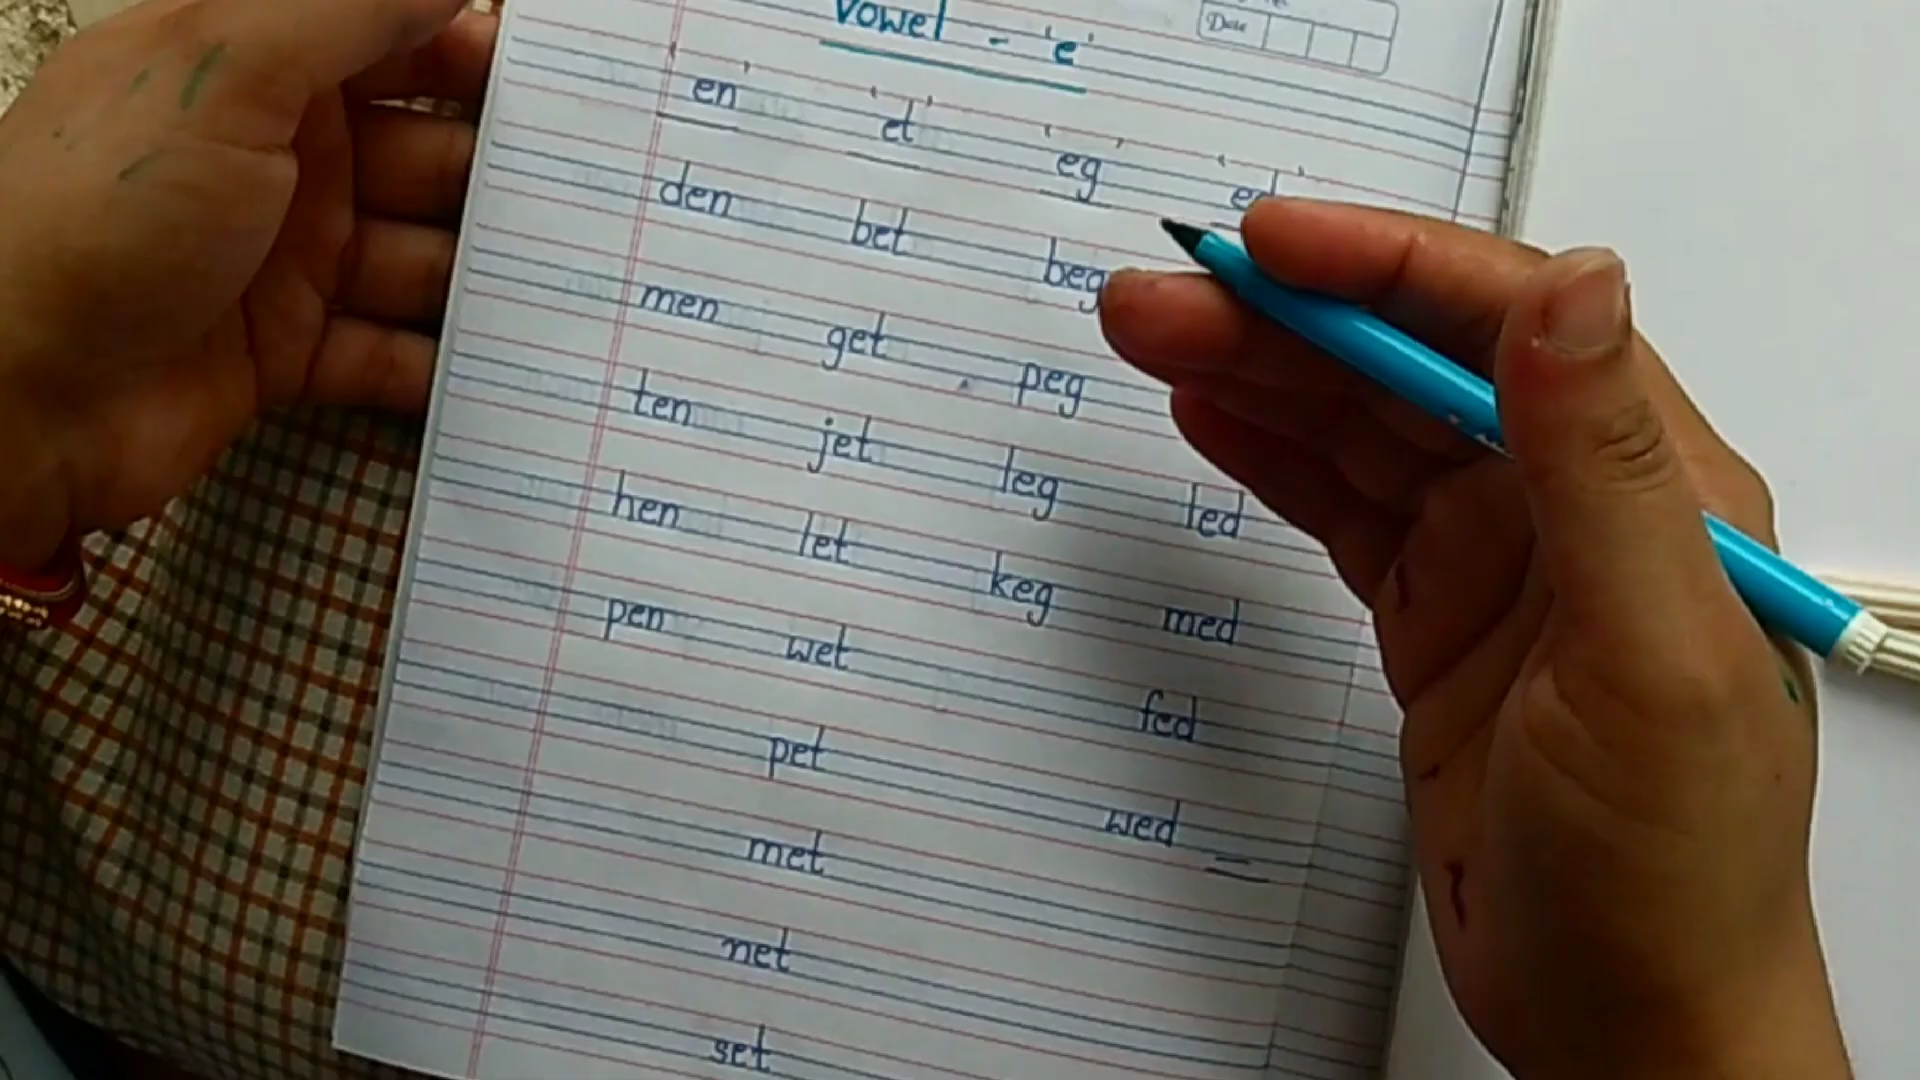 Date
Vowel - 'e'
'en' 'et' 'eg' 'ed'
den bet beg
men get peg
ten jet leg led
hen let keg med
pen wet fed
pet wed
met
net
set